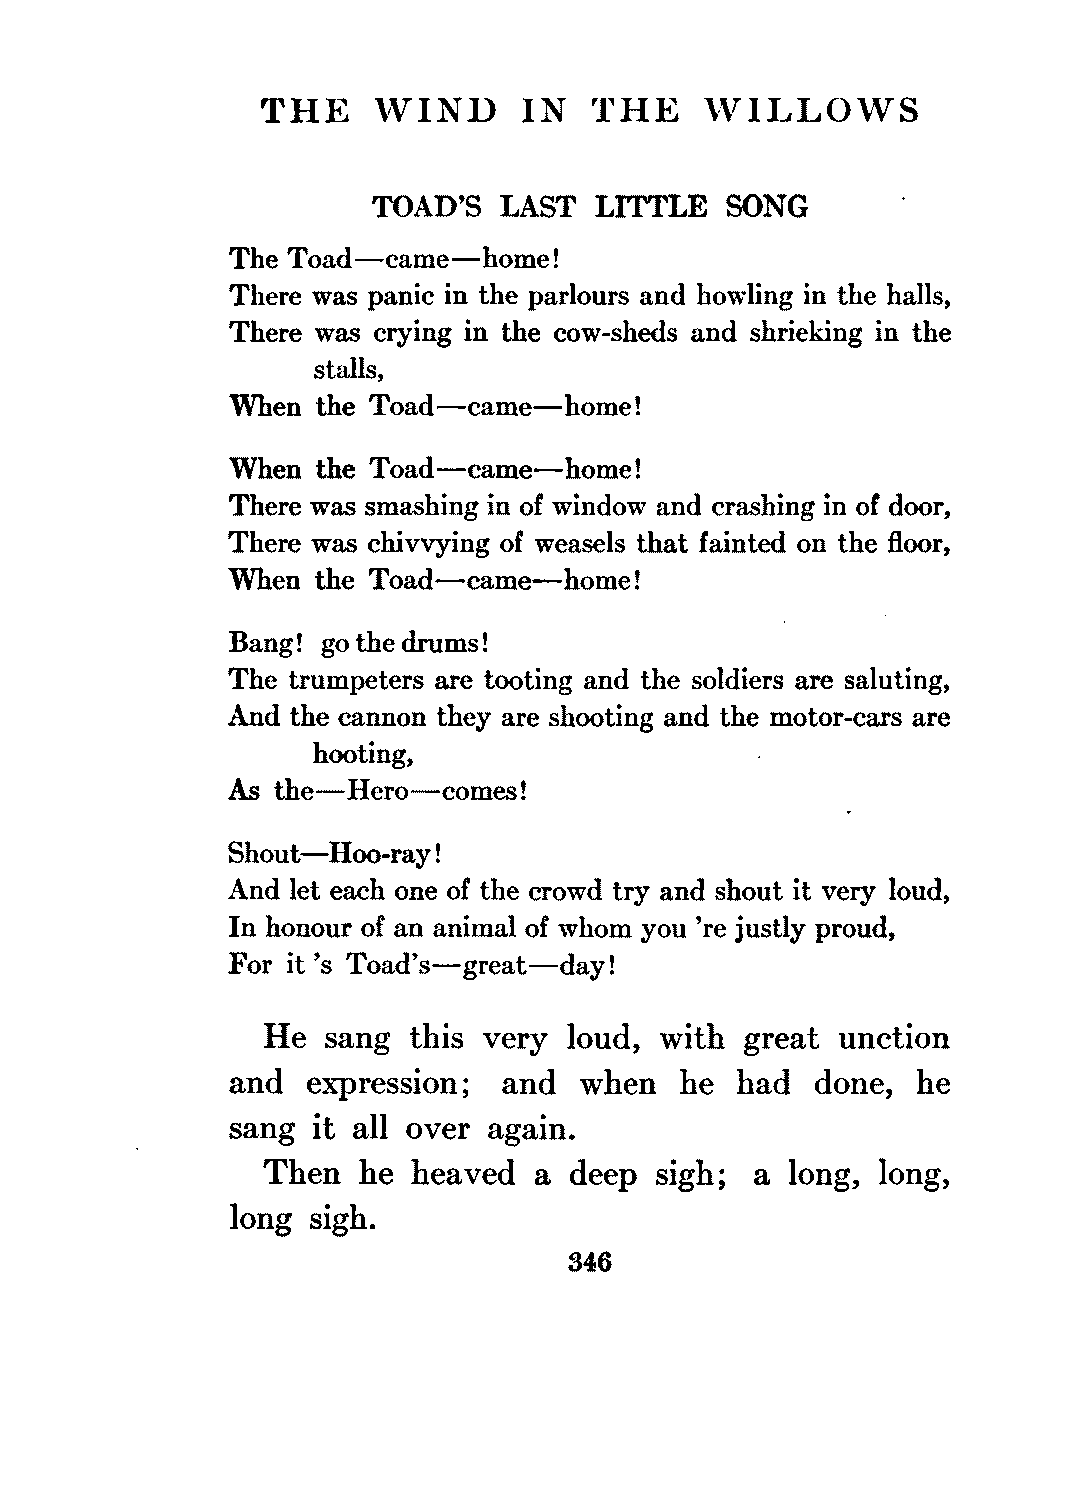 THE WIND IN THE WILLOWS
TOAD'S LAST LITTLE SONG
The Toad—came—home!
There was panic in the parlours and howling in the halls,
There was crying in the cow-sheds and shrieking in the
stalls,
When the Toad—came—home!
When the Toad—came—home!
There was smashing in of window and crashing in of door,
There was chivvying of weasels that fainted on the floor,
When the Toad—came—home!
Bang! go the drums!
The trumpeters are tooting and the soldiers are saluting,
And the cannon they are shooting and the motor-cars are
hooting,
As the—Hero—comes!
Shout—Hoo-ray!
And let each one of the crowd try and shout it very loud,
In honour of an animal of whom you 're justly proud,
For it 's Toad's—great—day!
He sang this very loud, with great unction
and expression; and when he had done, he
sang it all over again.
Then he heaved a deep sigh; a long, long,
long sigh.
346